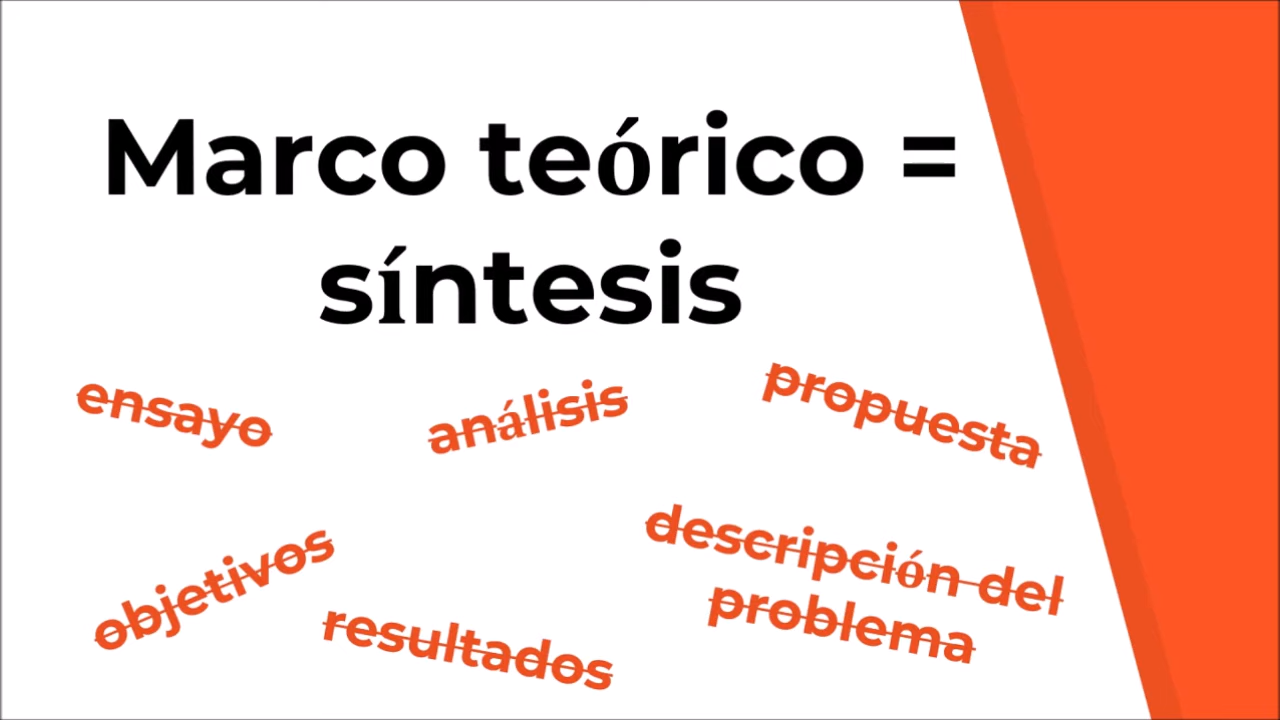 Marco teórico =
síntesis
ensayo
análisis
propuesta
objetivos
resultados
descripción del
problema